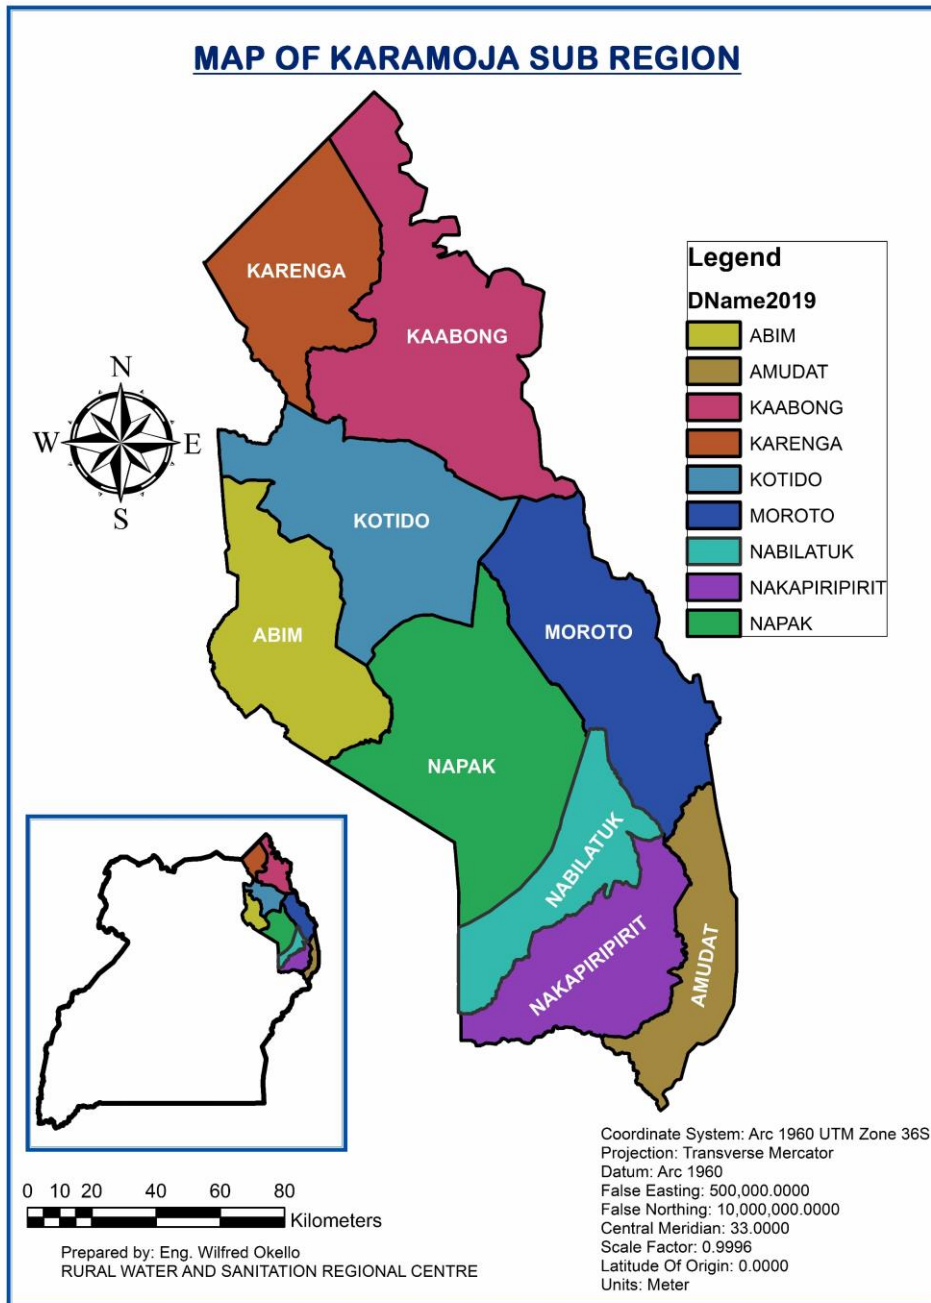 MAP OF KARAMOJA SUB REGION
KARENGA
KAABONG
Legend
DName2019
ABIM
AMUDAT
KAABONG
KARENGA
KOTIDO
MOROTO
NABILATUK
NAKAPIRIPIRIT
NAPAK
N
W E
S
KOTIDO
ABIM
MOROTO
NAPAK
NABILATUK
NAKAPIRIPIRIT
AMUDAT
0 10 20 40 60 80
Kilometers
Prepared by: Eng. Wilfred Okello
RURAL WATER AND SANITATION REGIONAL CENTRE
Coordinate System: Arc 1960 UTM Zone 36S
Projection: Transverse Mercator
Datum: Arc 1960
False Easting: 500,000.0000
False Northing: 10,000,000.0000
Central Meridian: 33.0000
Scale Factor: 0.9996
Latitude Of Origin: 0.0000
Units: Meter